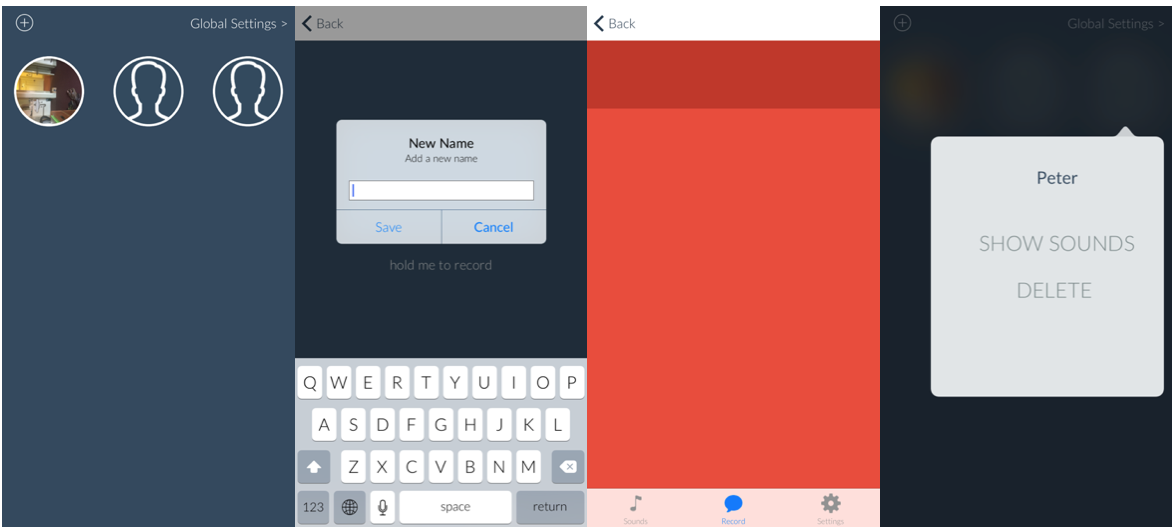 Global Settings >
Back
New Name
Add a new name
Save
Cancel
hold me to record
Q W E R T Y U I O P
A S D F G H J K L
Z X C V B N M
123
space
return
Back
Sounds
Record
Settings
Global Settings >
Peter
SHOW SOUNDS
DELETE